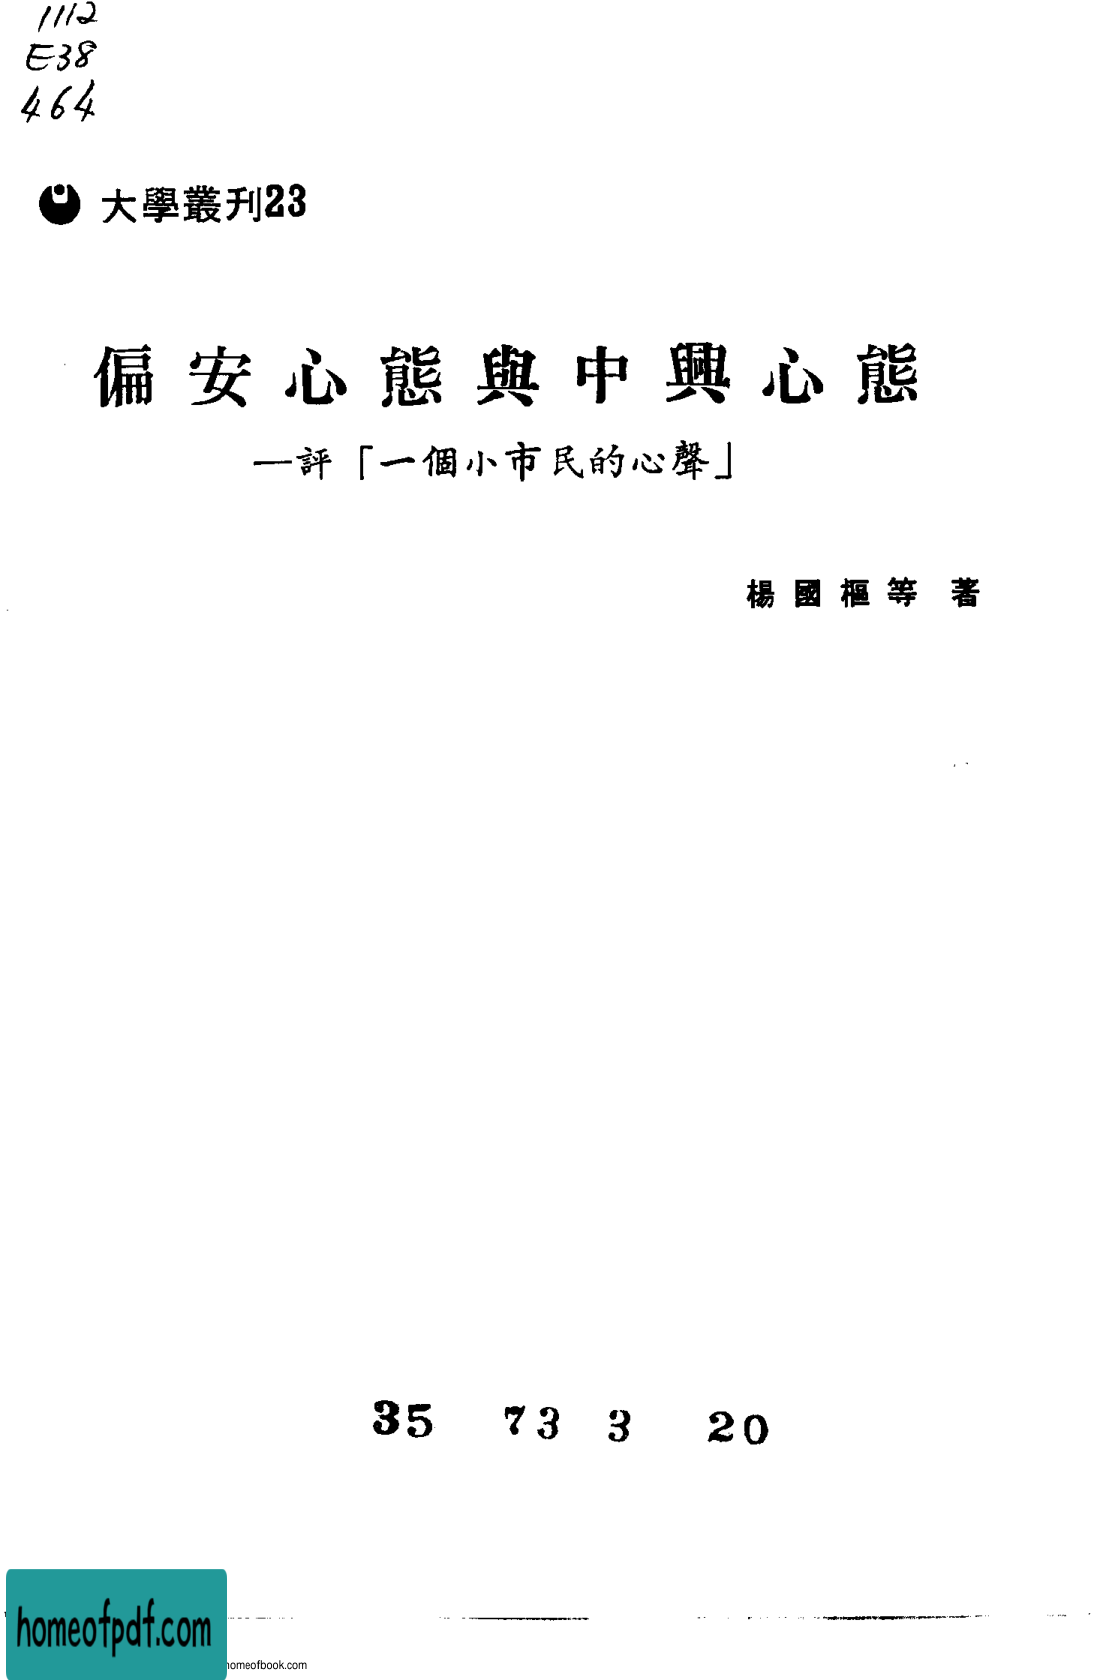 1112
E38
464
大學叢刊23
偏安心態與中興心態
—評「一個小市民的心聲」
楊國樞等 著
35 73 3 20
homeofpdf.com
homeofbook.com